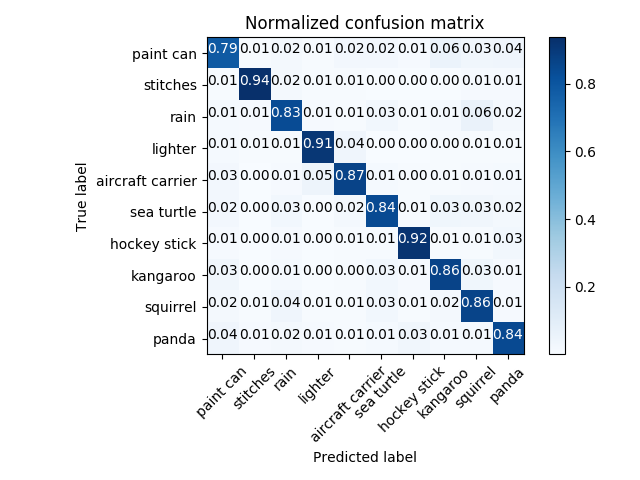 Normalized confusion matrix
True label
paint can 0.79 0.01 0.02 0.01 0.02 0.02 0.01 0.06 0.03 0.04
stitches 0.01 0.94 0.02 0.01 0.01 0.00 0.00 0.00 0.01 0.01
rain 0.01 0.01 0.83 0.01 0.01 0.03 0.01 0.01 0.06 0.02
lighter 0.01 0.01 0.01 0.91 0.04 0.00 0.00 0.00 0.01 0.01
aircraft carrier 0.03 0.00 0.01 0.05 0.87 0.01 0.00 0.01 0.01 0.01
sea turtle 0.02 0.00 0.03 0.00 0.02 0.84 0.01 0.03 0.03 0.02
hockey stick 0.01 0.00 0.01 0.00 0.01 0.01 0.92 0.01 0.01 0.03
kangaroo 0.03 0.00 0.01 0.00 0.00 0.03 0.01 0.86 0.03 0.01
squirrel 0.02 0.01 0.04 0.01 0.01 0.03 0.01 0.02 0.86 0.01
panda 0.04 0.01 0.02 0.01 0.01 0.01 0.03 0.01 0.01 0.84
paint can stitches rain lighter aircraft carrier sea turtle hockey stick kangaroo squirrel panda
Predicted label
0.8
0.6
0.4
0.2